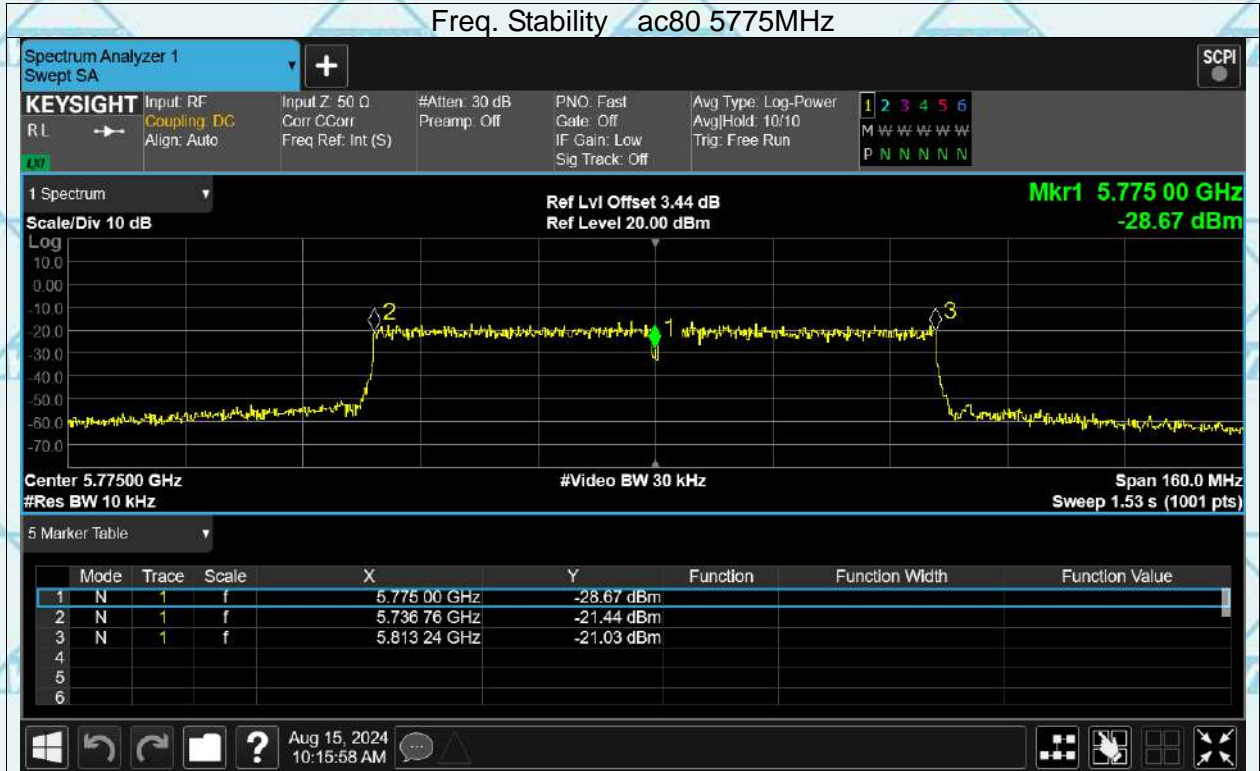 Freq. Stability ac80 5775MHz
Spectrum Analyzer 1
Swept SA
+
SCPI
KEYSIGHT Input: RF Input Z: 50 Ω #Atten: 30 dB PNO: Fast Avg Type: Log-Power 1 2 3 4 5 6
RL Coupling: DC Corr CCorr Preamp: Off Gate: Off Avg|Hold: 10/10 M W W W W W W
Align: Auto Freq Ref: Int (S) IF Gain: Low Trig: Free Run
LXI Sig Track: Off P N N N N N N
1 Spectrum Ref Lvl Offset 3.44 dB Mkr1 5.775 00 GHz
Scale/Div 10 dB Ref Level 20.00 dBm -28.67 dBm
Log
10.0
0.00
-10.0
2 3
-20.0
1
-30.0
-40.0
-50.0
-60.0
-70.0
Center 5.77500 GHz #Video BW 30 kHz Span 160.0 MHz
#Res BW 10 kHz Sweep 1.53 s (1001 pts)
5 Marker Table
Mode Trace Scale X Y Function Function Width Function Value
1 N 1 f 5.775 00 GHz -28.67 dBm
2 N 1 f 5.736 76 GHz -21.44 dBm
3 N 1 f 5.813 24 GHz -21.03 dBm
4
5
6
? Aug 15, 2024
10:15:58 AM